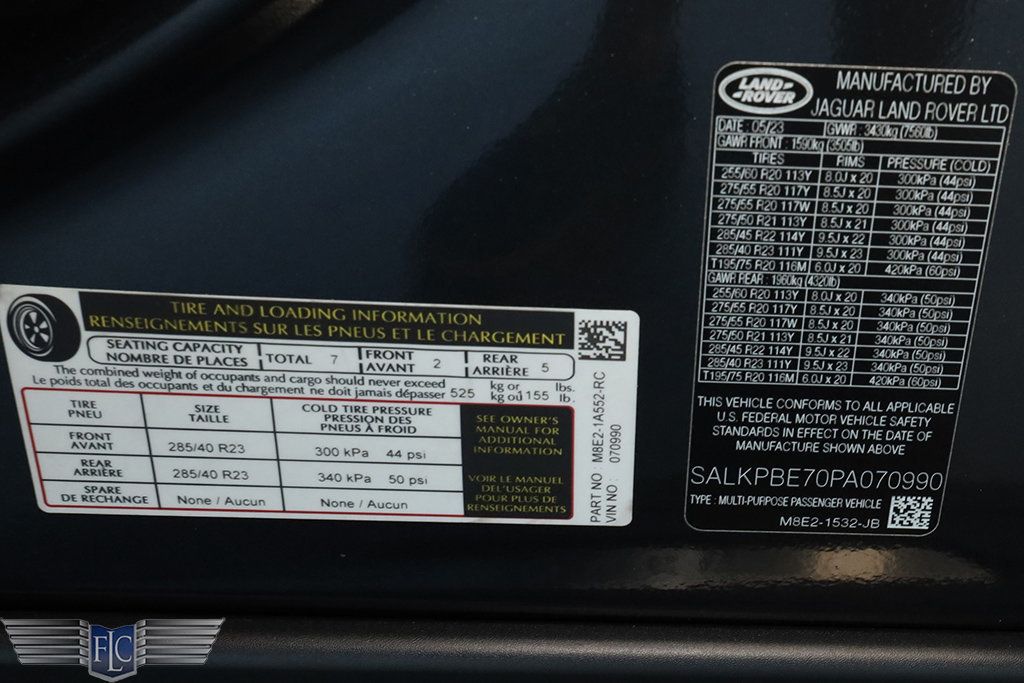 LAND ROVER
MANUFACTURED BY
JAGUAR LAND ROVER LTD
DATE : 05/23 GWVR : 3430kg (7560lb)
GAWR FRONT : 1590kg (3505lb)
TIRES RIMS PRESSURE (COLD)
255/60 R20 113Y 8.0J x 20 300kPa (44psi)
275/55 R20 117Y 8.5J x 20 300kPa (44psi)
275/55 R20 117W 8.5J x 20 300kPa (44psi)
275/50 R21 113Y 8.5J x 21 300kPa (44psi)
285/45 R22 114Y 9.5J x 22 300kPa (44psi)
285/40 R23 111Y 9.5J x 23 300kPa (44psi)
T195/75 R20 116M 6.0J x 20 420kPa (60psi)
GAWR REAR : 1960kg (4320lb)
255/60 R20 113Y 8.0J x 20 340kPa (50psi)
275/55 R20 117Y 8.5J x 20 340kPa (50psi)
275/55 R20 117W 8.5J x 20 340kPa (50psi)
275/50 R21 113Y 8.5J x 21 340kPa (50psi)
285/45 R22 114Y 9.5J x 22 340kPa (50psi)
285/40 R23 111Y 9.5J x 23 340kPa (50psi)
T195/75 R20 116M 6.0J x 20 420kPa (60psi)
THIS VEHICLE CONFORMS TO ALL APPLICABLE
U.S. FEDERAL MOTOR VEHICLE SAFETY
STANDARDS IN EFFECT ON THE DATE OF
MANUFACTURE SHOWN ABOVE
SALKPBE70PA070990
TYPE : MULTI-PURPOSE PASSENGER VEHICLE
M8E2-1532-JB
TIRE AND LOADING INFORMATION
RENSEIGNEMENTS SUR LES PNEUS ET LE CHARGEMENT
SEATING CAPACITY
NOMBRE DE PLACES
TOTAL 7
FRONT
AVANT 2
REAR
ARRIÈRE 5
The combined weight of occupants and cargo should never exceed
Le poids total des occupants et du chargement ne doit jamais dépasser
525 kg or
kg où 1155 lbs.
lb.
TIRE
PNEU
SIZE
TAILLE
COLD TIRE PRESSURE
PRESSION DES
PNEUS À FROID
FRONT
AVANT
285/40 R23 300 kPa 44 psi
REAR
ARRIÈRE
285/40 R23 340 kPa 50 psi
SPARE
DE RECHANGE
None / Aucun None / Aucun
SEE OWNER'S
MANUAL FOR
ADDITIONAL
INFORMATION
VOIR LE MANUEL
DE L'USAGER
POUR PLUS DE
RENSEIGNEMENTS
PART NO : M8E2-1A552-RC
VIN NO : 070990
FLC